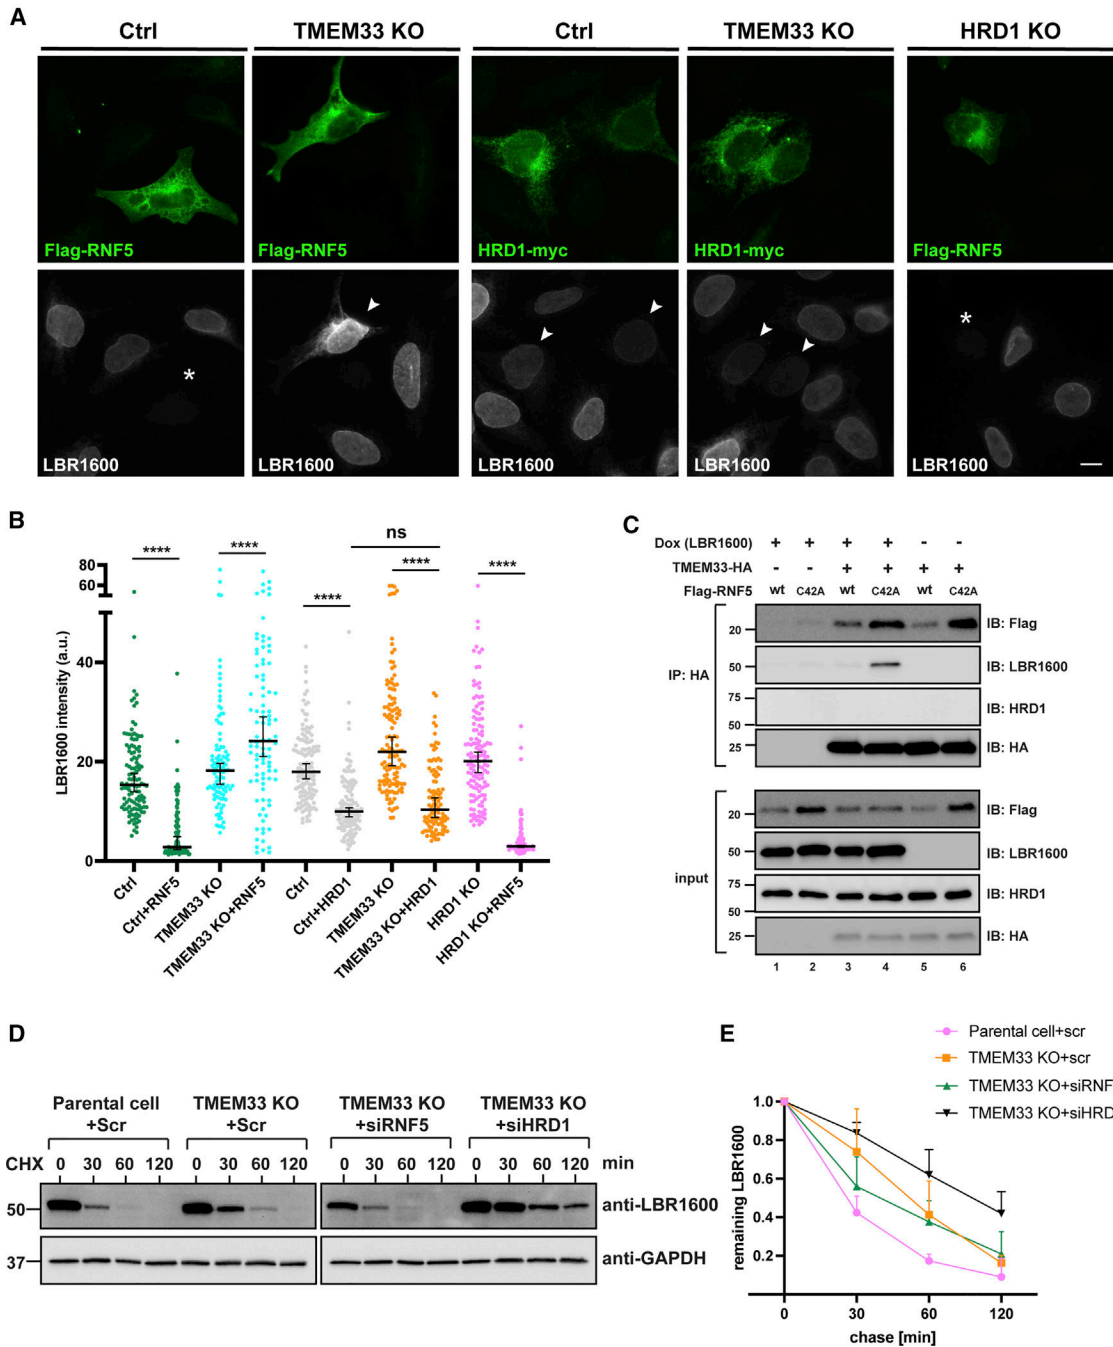 A
Ctrl TMEM33 KO Ctrl TMEM33 KO HRD1 KO
Flag-RNF5 Flag-RNF5 HRD1-myc HRD1-myc Flag-RNF5
* *
LBR1600 LBR1600 LBR1600 LBR1600 LBR1600
B
LBR1600 intensity (a.u.)
80
60
40
20
0
**** **** **** ns **** ****
Ctrl
Ctrl+RNF5
TMEM33 KO
TMEM33 KO+RNF5
Ctrl
Ctrl+HRD1
TMEM33 KO
TMEM33 KO+HRD1
HRD1 KO
HRD1 KO+RNF5
C
Dox (LBR1600) + + + + - -
TMEM33-HA - - + + + +
Flag-RNF5 wt C42A wt C42A wt C42A
IP: HA
20 IB: Flag
50 IB: LBR1600
75
50
IB: HRD1
25 IB: HA
input
20 IB: Flag
50 IB: LBR1600
75
50
IB: HRD1
25 IB: HA
1 2 3 4 5 6
D
Parental cell +Scr
TMEM33 KO +Scr
TMEM33 KO +siRNF5
TMEM33 KO +siHRD1
CHX 0 30 60 120 0 30 60 120 0 30 60 120 0 30 60 120 min
50 anti-LBR1600
37 anti-GAPDH
E
Parental cell+scr
TMEM33 KO+scr
TMEM33 KO+siRNF
TMEM33 KO+siHRD
remaining LBR1600
1.0
0.8
0.6
0.4
0.2
0 30 60 120
chase [min]